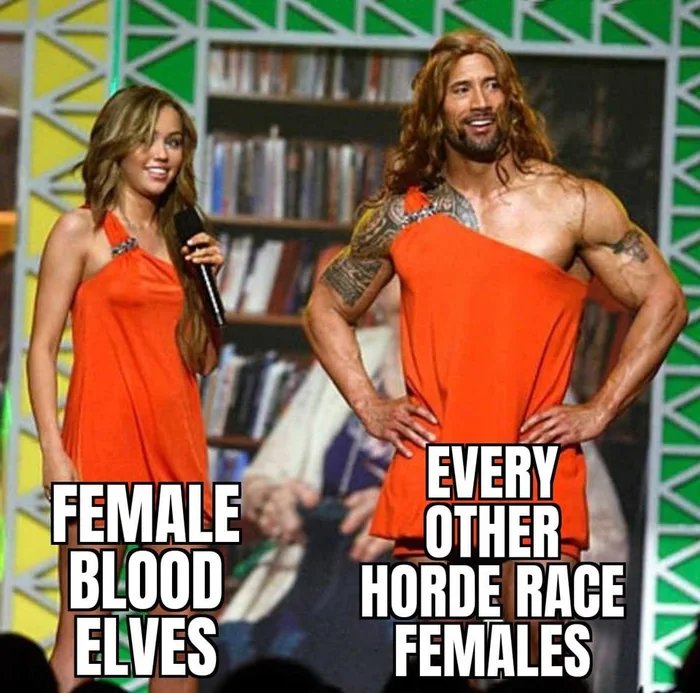 FEMALE
BLOOD
ELVES
EVERY
OTHER
HORDE RACE
FEMALES